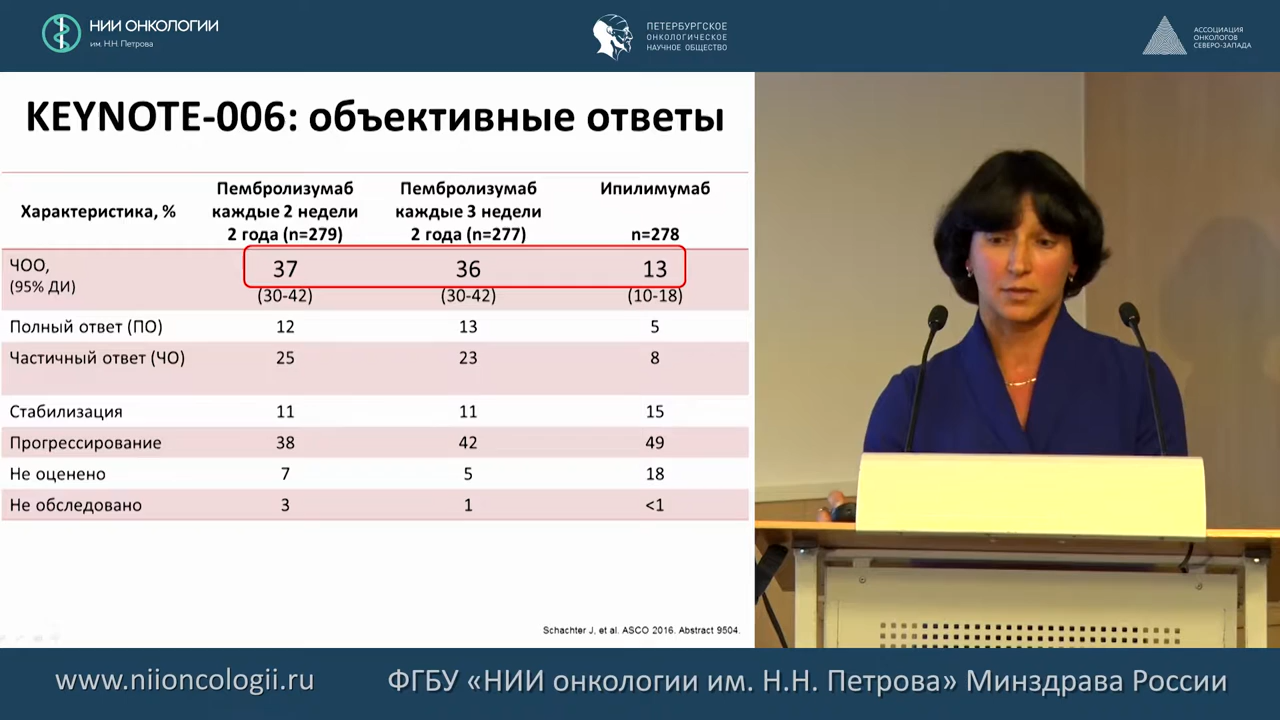 НИИ ОНКОЛОГИИ
им. Н.Н. Петрова
ПЕТЕРБУРГСКОЕ
ОНКОЛОГИЧЕСКОЕ
НАУЧНОЕ ОБЩЕСТВО
АССОЦИАЦИЯ
ОНКОЛОГОВ
СЕВЕРО-ЗАПАДА
KEYNOTE-006: объективные ответы
Характеристика, % Пембролизумаб каждые 2 недели 2 года (n=279) Пембролизумаб каждые 3 недели 2 года (n=277) Ипилимумаб n=278
ЧОО, 37 36 13
(95% ДИ) (30-42) (30-42) (10-18)
Полный ответ (ПО) 12 13 5
Частичный ответ (ЧО) 25 23 8
Стабилизация 11 11 15
Прогрессирование 38 42 49
Не оценено 7 5 18
Не обследовано 3 1 <1
Schachter J, et al. ASCO 2016. Abstract 9504.
www.niioncologii.ru ФГБУ «НИИ онкологии им. Н.Н. Петрова» Минздрава России